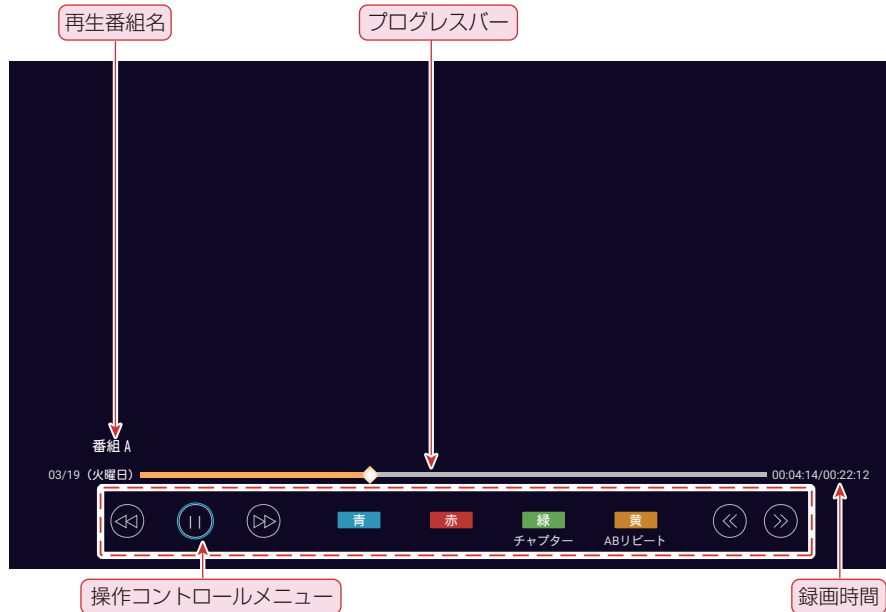 再生番組名
プログレスバー
番組 A
03/19（火曜日）
00:04:14/00:22:12
青
赤
緑
黄
チャプター
ABリピート
操作コントロールメニュー
録画時間